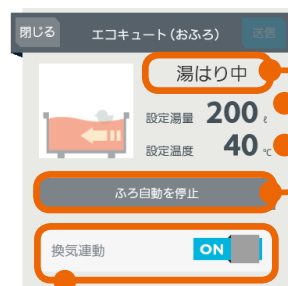 閉じる エコキュート(おふろ) 送信
湯はり中
設定湯量 200 ℓ
設定温度 40 ℃
ふろ自動を停止
換気連動 ON